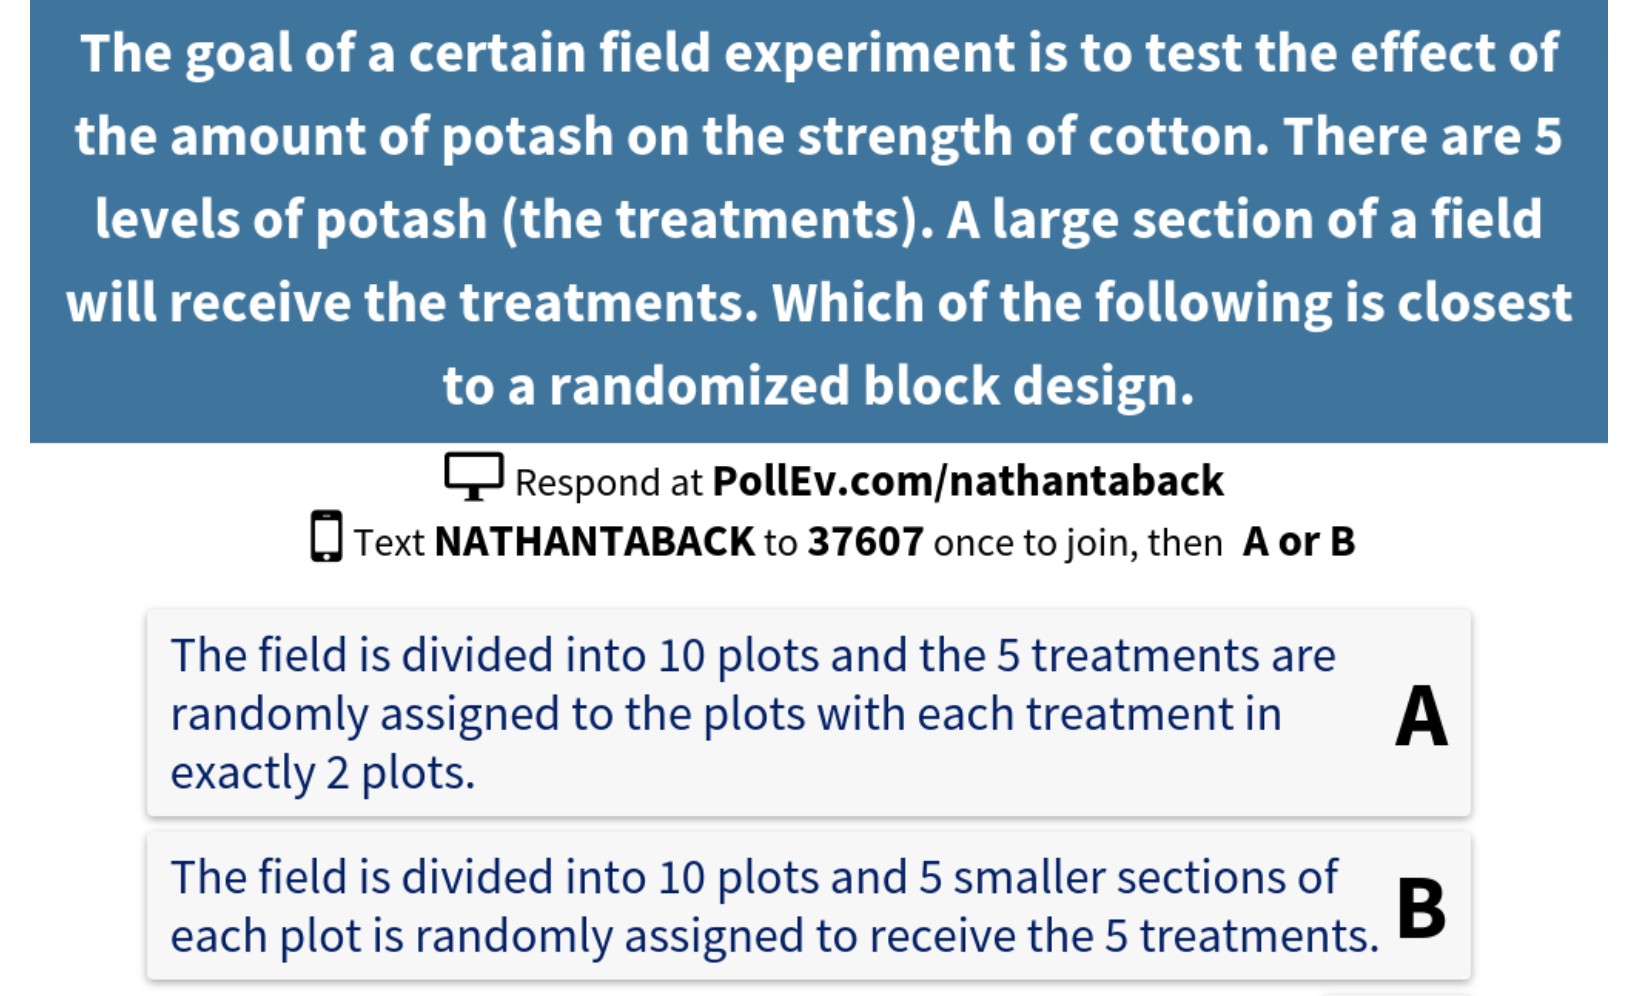 The goal of a certain field experiment is to test the effect of
the amount of potash on the strength of cotton. There are 5
levels of potash (the treatments). A large section of a field
will receive the treatments. Which of the following is closest
to a randomized block design.
Respond at PollEv.com/nathantaback
Text NATHANTABACK to 37607 once to join, then A or B
The field is divided into 10 plots and the 5 treatments are
randomly assigned to the plots with each treatment in
exactly 2 plots.
A
The field is divided into 10 plots and 5 smaller sections of
each plot is randomly assigned to receive the 5 treatments.
B